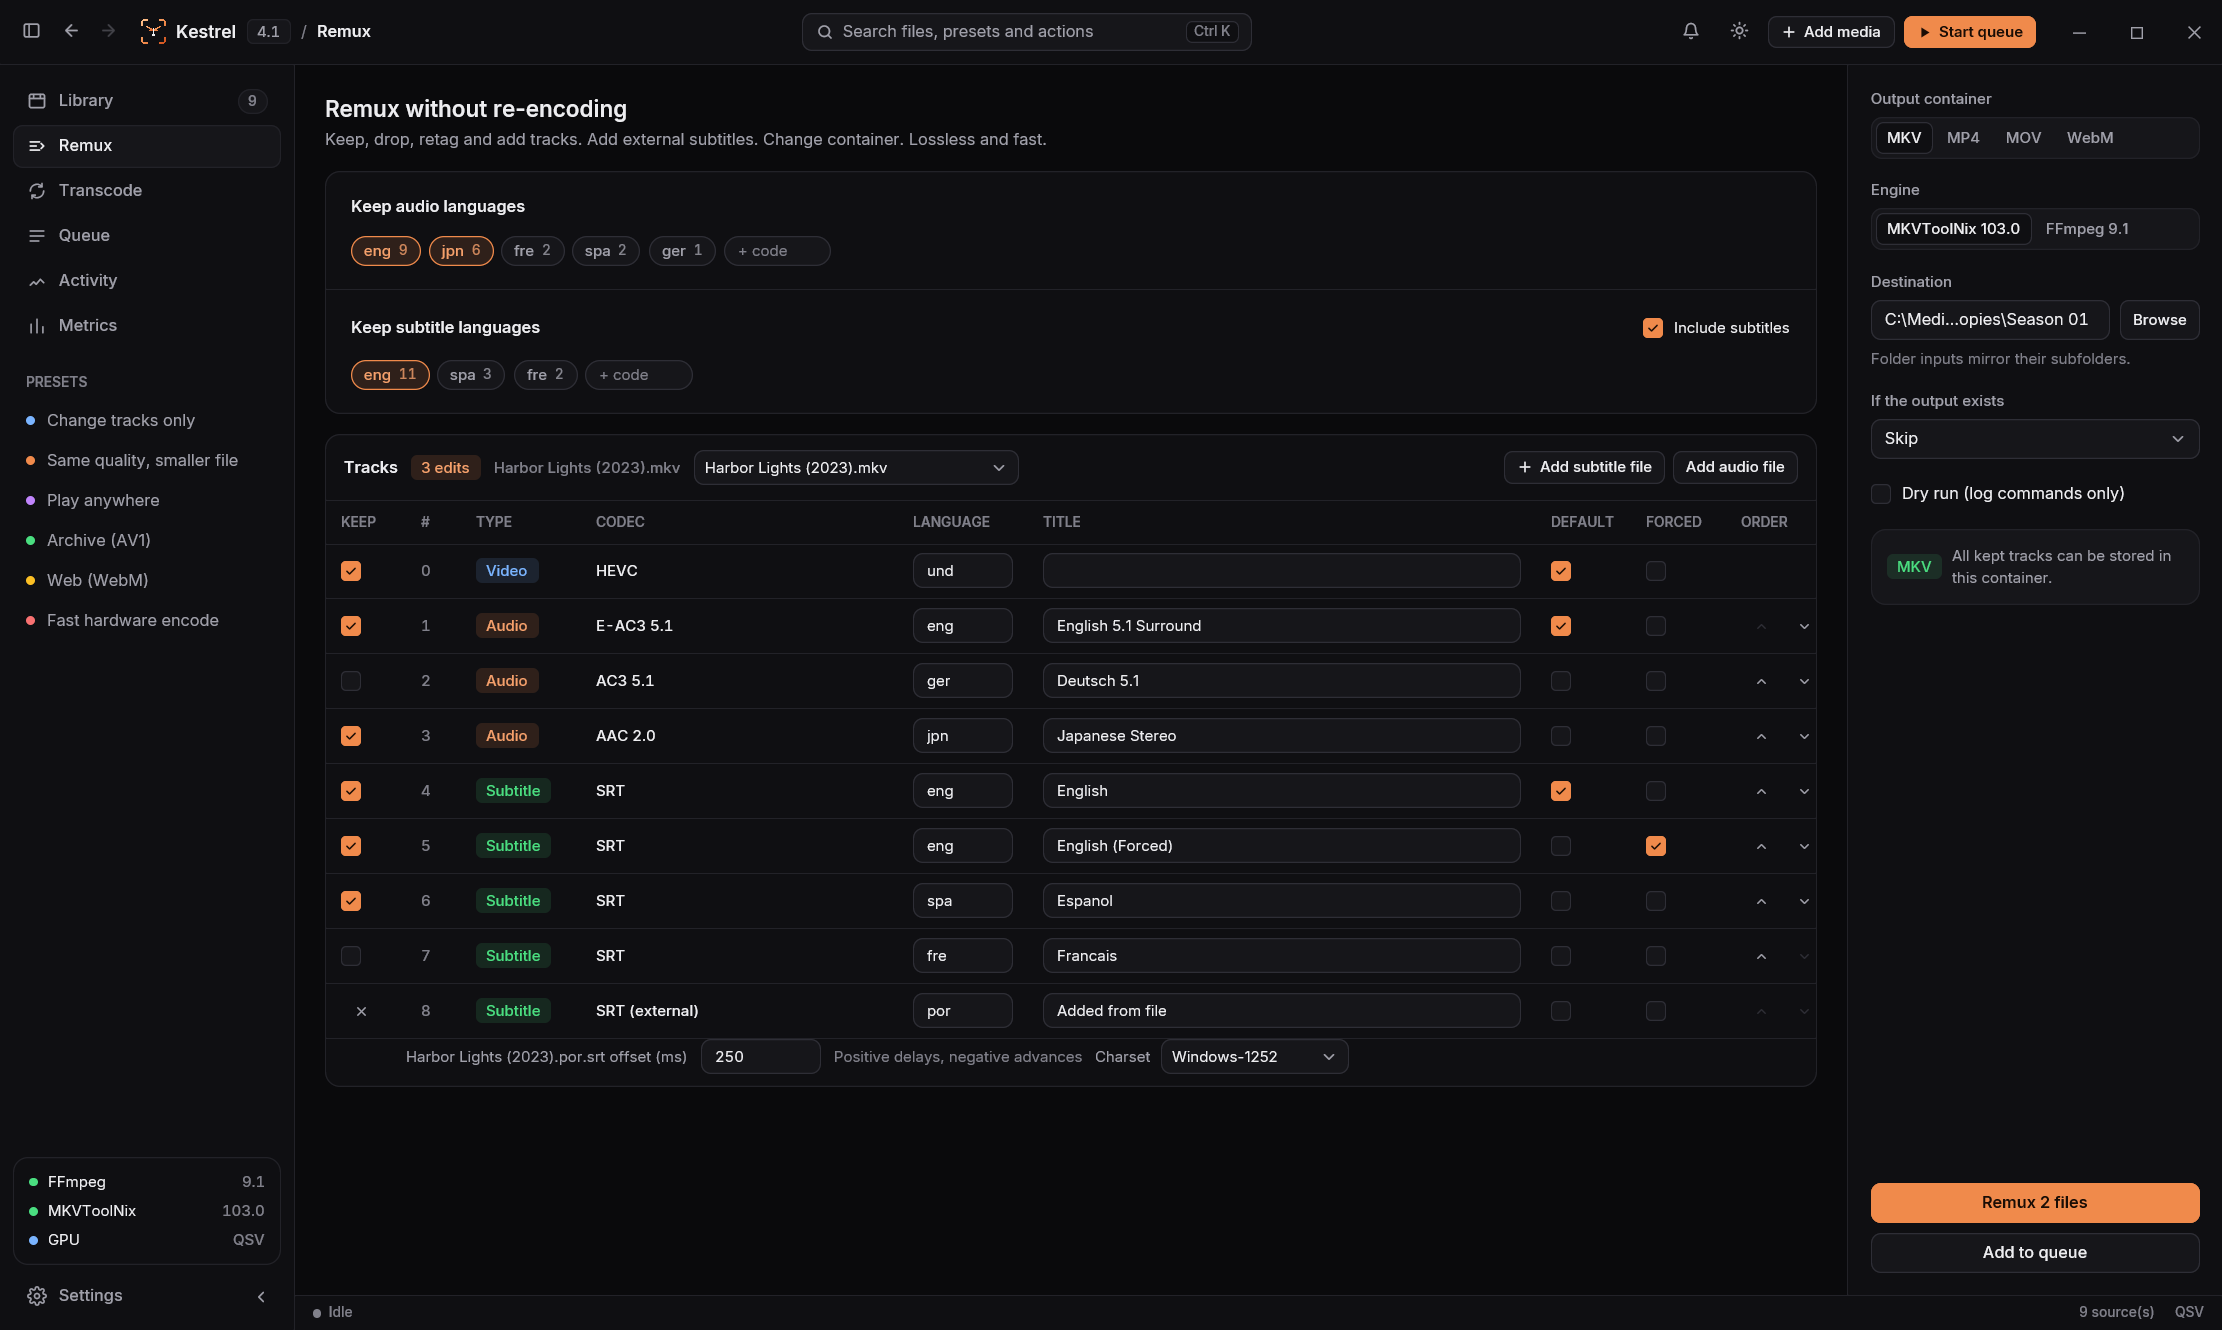 Kestrel 4.1 / Remux
Search files, presets and actions Ctrl K
Add media
Start queue
Library 9
Remux
Transcode
Queue
Activity
Metrics
PRESETS
Change tracks only
Same quality, smaller file
Play anywhere
Archive (AV1)
Web (WebM)
Fast hardware encode
FFmpeg 9.1
MKVToolNix 103.0
GPU QSV
Settings
Remux without re-encoding
Keep, drop, retag and add tracks. Add external subtitles. Change container. Lossless and fast.
Keep audio languages
eng 9 jpn 6 fre 2 spa 2 ger 1 + code
Keep subtitle languages
Include subtitles
eng 11 spa 3 fre 2 + code
Tracks 3 edits Harbor Lights (2023).mkv Harbor Lights (2023).mkv
Add subtitle file
Add audio file
KEEP # TYPE CODEC LANGUAGE TITLE DEFAULT FORCED ORDER
0 Video HEVC und
1 Audio E-AC3 5.1 eng English 5.1 Surround
2 Audio AC3 5.1 ger Deutsch 5.1
3 Audio AAC 2.0 jpn Japanese Stereo
4 Subtitle SRT eng English
5 Subtitle SRT eng English (Forced)
6 Subtitle SRT spa Espanol
7 Subtitle SRT fre Francais
8 Subtitle SRT (external) por Added from file
Harbor Lights (2023).por.srt offset (ms) 250 Positive delays, negative advances Charset Windows-1252
Output container
MKV MP4 MOV WebM
Engine
MKVToolNix 103.0 FFmpeg 9.1
Destination
C:\Medi...opies\Season 01 Browse
Folder inputs mirror their subfolders.
If the output exists
Skip
Dry run (log commands only)
MKV All kept tracks can be stored in
this container.
Remux 2 files
Add to queue
Idle
9 source(s) QSV